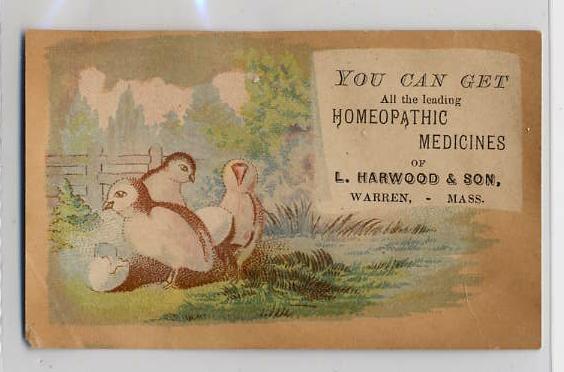 YOU CAN GET
All the leading
HOMEOPATHIC
MEDICINES
OF
L. HARWOOD & SON,
WARREN, - MASS.